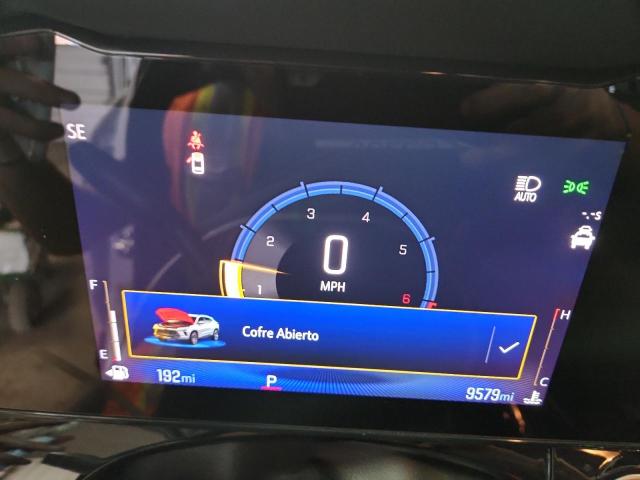 SE
AUTO
-.-s
3
4
2
5
0
MPH
1
6
F
H
Cofre Abierto
E
C
192mi
P
9579mi